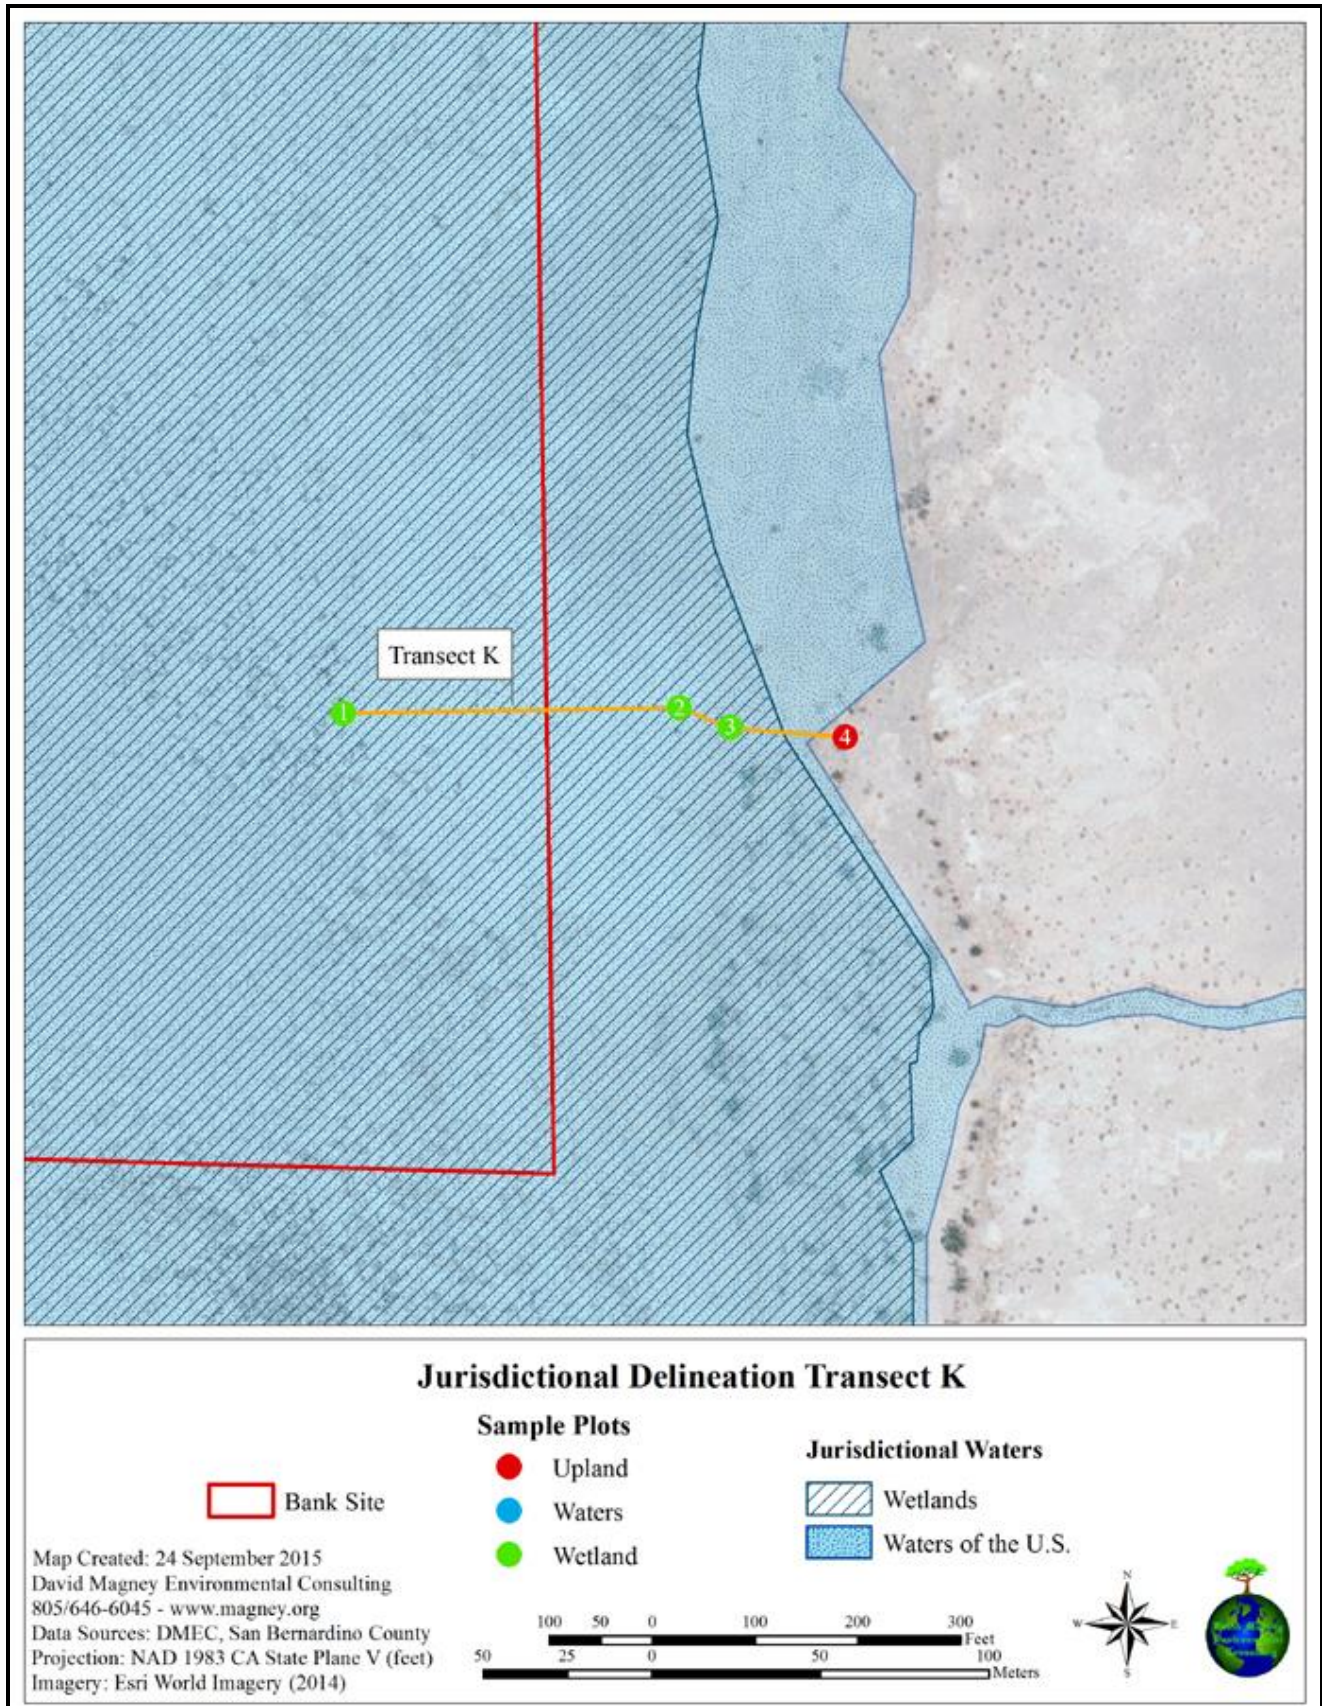 Transect K
1
2
3
4
Jurisdictional Delineation Transect K
Sample Plots
Upland
Waters
Wetland
Bank Site
Jurisdictional Waters
Wetlands
Waters of the U.S.
Map Created: 24 September 2015
David Magney Environmental Consulting
805/646-6045 - www.magney.org
Data Sources: DMEC, San Bernardino County
Projection: NAD 1983 CA State Plane V (feet)
Imagery: Esri World Imagery (2014)
100 50 0 100 200 300
Feet
50 25 0 50 100
Meters
N
W E
S